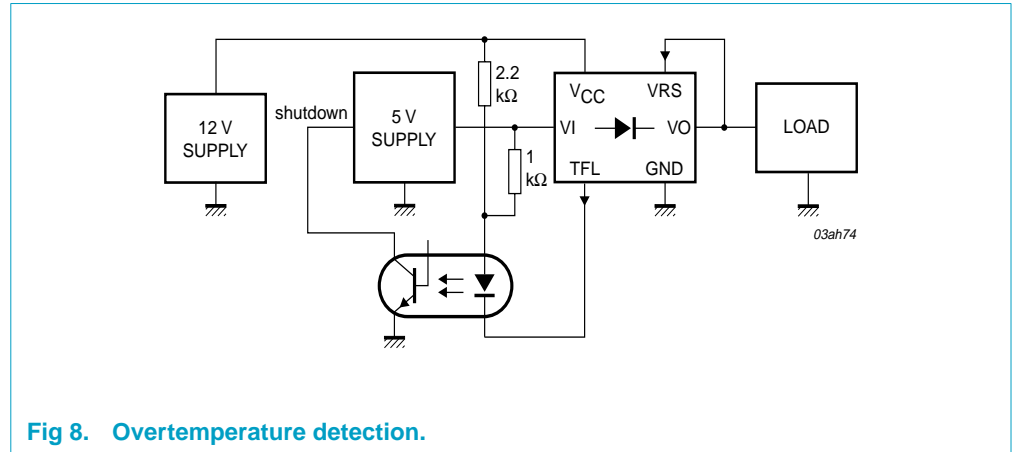 12 V
SUPPLY
shutdown
5 V
SUPPLY
2.2
kΩ
1
kΩ
VCC
VRS
VI
VO
TFL
GND
LOAD
03ah74
Fig 8. Overtemperature detection.